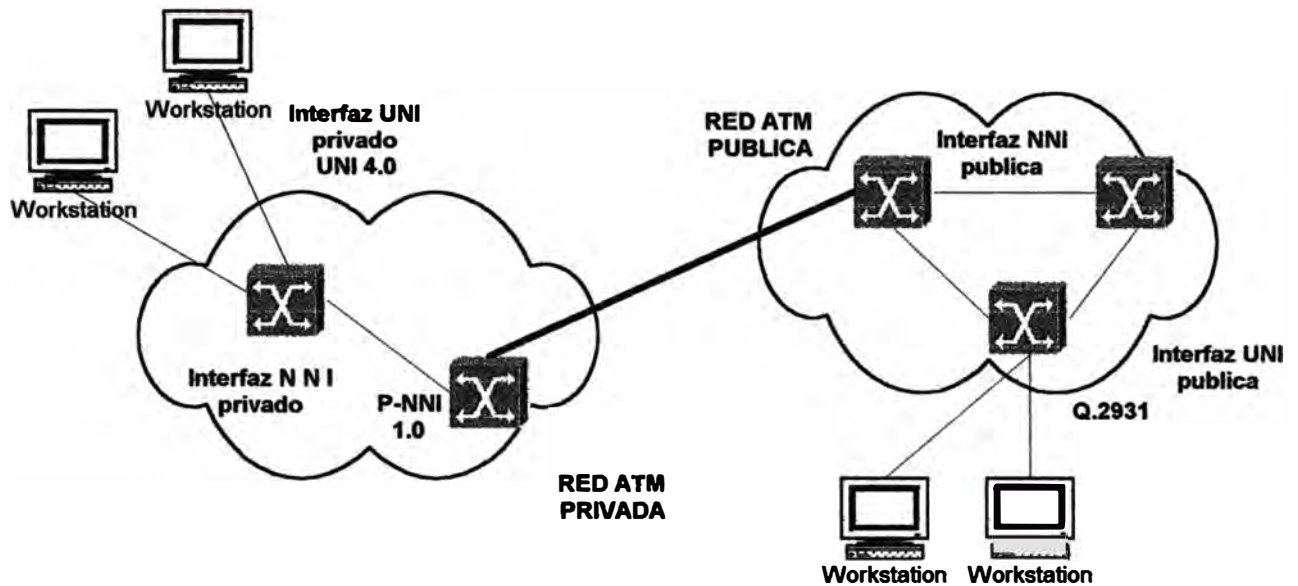 Workstation
Workstation
Interfaz UNI
privado
UNI 4.0
Interfaz N N I
privado
P-NNI
1.0
RED ATM
PRIVADA
RED ATM
PUBLICA
Interfaz NNI
publica
Interfaz UNI
publica
Q.2931
Workstation
Workstation